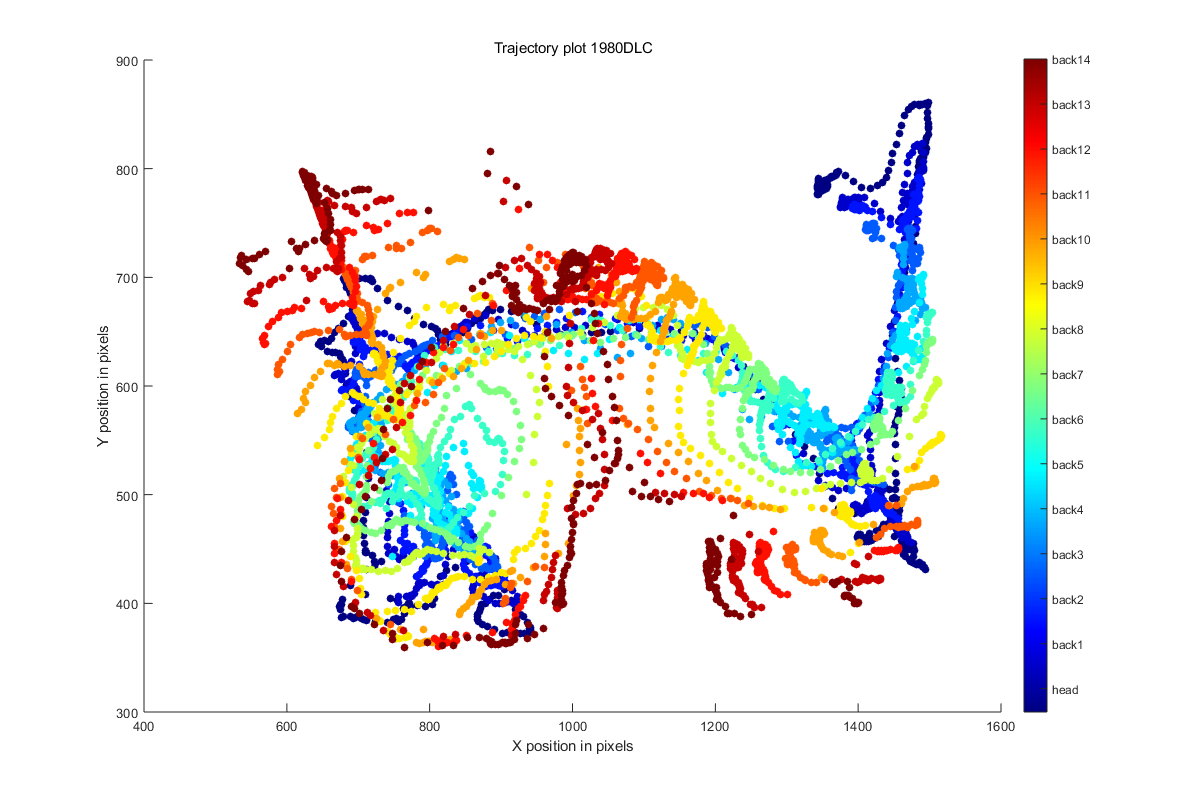 Trajectory plot 1980DLC
900
800
700
600
500
400
300
Y position in pixels
400
600
800
1000
1200
1400
1600
X position in pixels
back14
back13
back12
back11
back10
back9
back8
back7
back6
back5
back4
back3
back2
back1
head